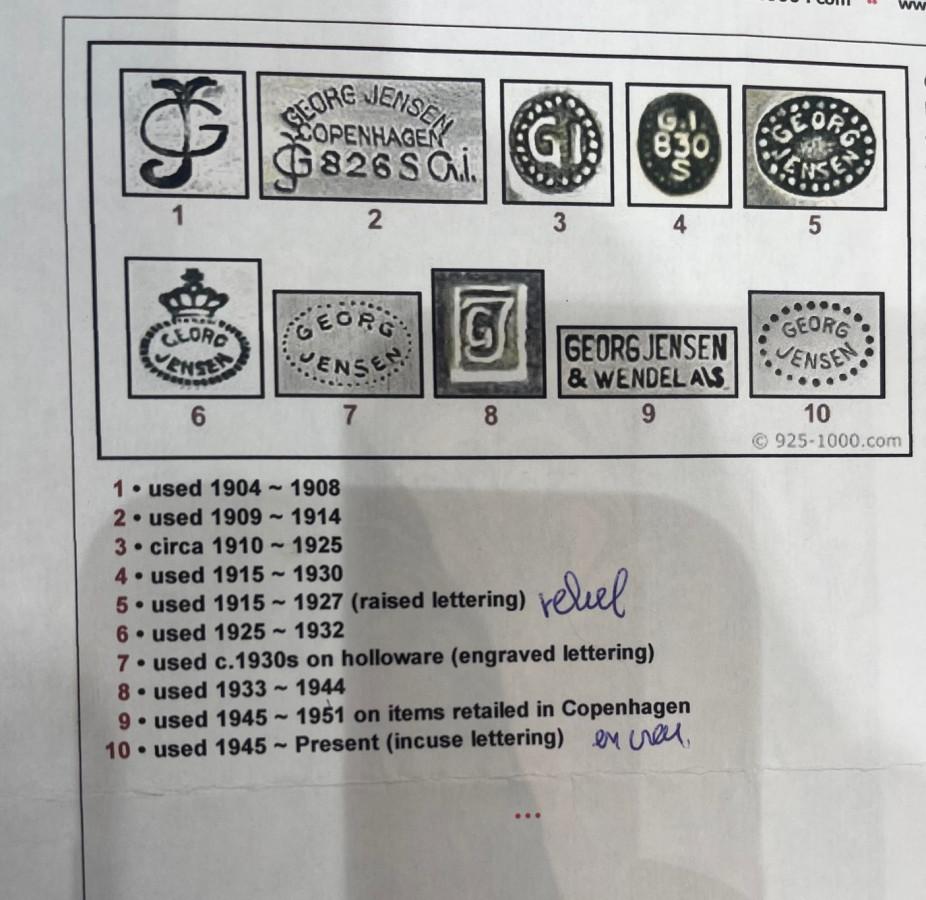 GEORG JENSEN
COPENHAGEN
GJ 826 S G.i.
GI
G.I
830
S
GEORG
JENSEN
1
2
3
4
5
GEORG
JENSEN
GEORG
JENSEN
GJ
GEORG JENSEN
& WENDEL A/S
GEORG
JENSEN
6
7
8
9
10
© 925-1000.com
1 • used 1904 ~ 1908
2 • used 1909 ~ 1914
3 • circa 1910 ~ 1925
4 • used 1915 ~ 1930
5 • used 1915 ~ 1927 (raised lettering)
6 • used 1925 ~ 1932
7 • used c.1930s on holloware (engraved lettering)
8 • used 1933 ~ 1944
9 • used 1945 ~ 1951 on items retailed in Copenhagen
10 • used 1945 ~ Present (incuse lettering) en creu.
...